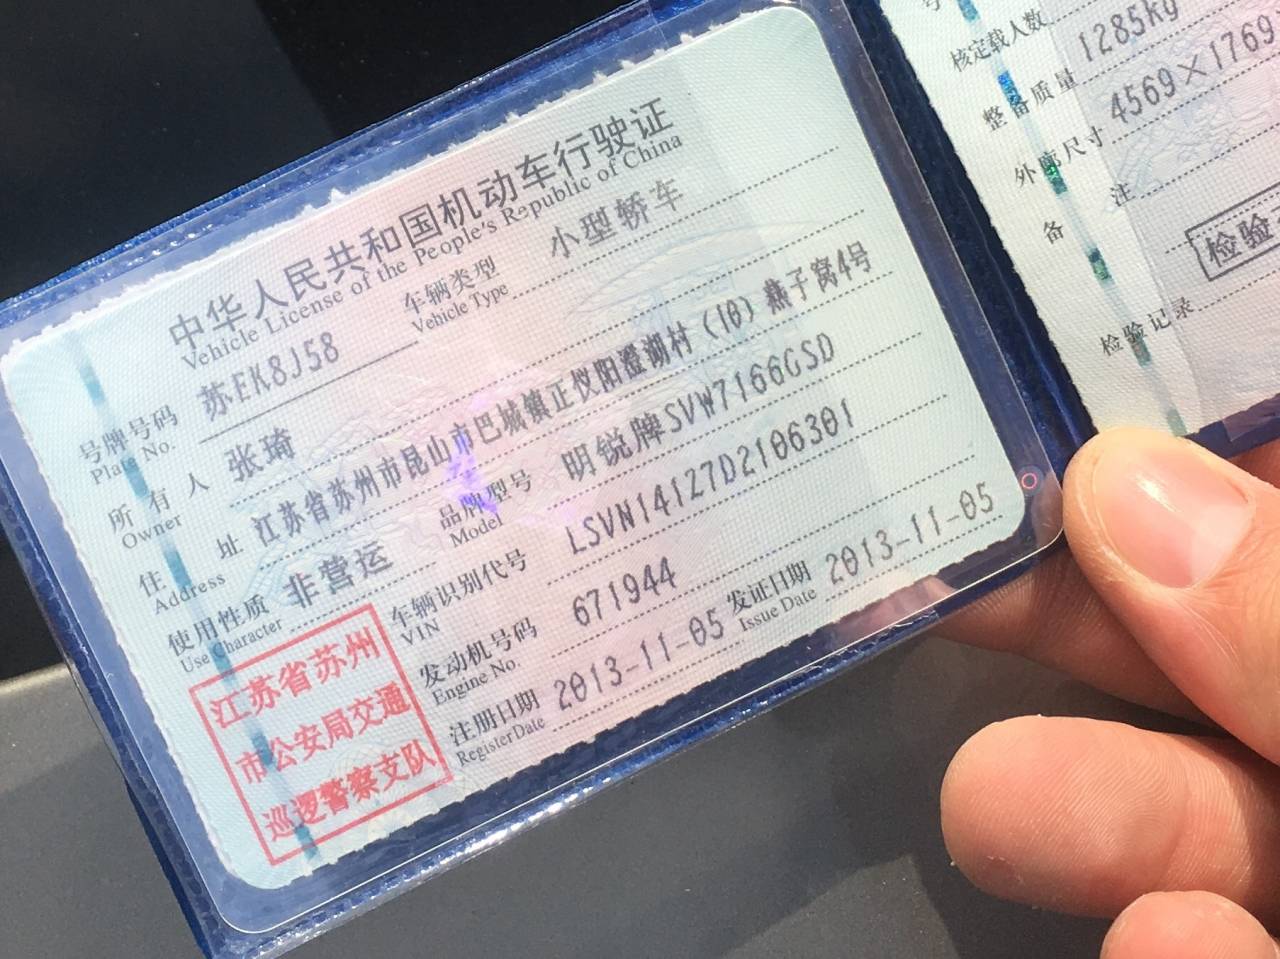 中华人民共和国机动车行驶证
Vehicle License of the People's Republic of China
号牌号码 苏EK8J58 车辆类型 小型轿车
Plate No. Vehicle Type
所有人 张琦
Owner
住址 江苏省苏州市昆山市巴城镇正仪阳澄湖村(10)燕子窝4号
Address
使用性质 非营运 品牌型号 明锐牌SVW7166GSD
Use Character Model
车辆识别代号 LSVN14127D2106301
VIN
发动机号码 671944
Engine No.
注册日期 2013-11-05 发证日期 2013-11-05
Register Date Issue Date
江苏省苏州
市公安局交通
巡逻警察支队
核定载人数
整备质量 1285kg
外廓尺寸 4569×1769
备注
检验
检验记录